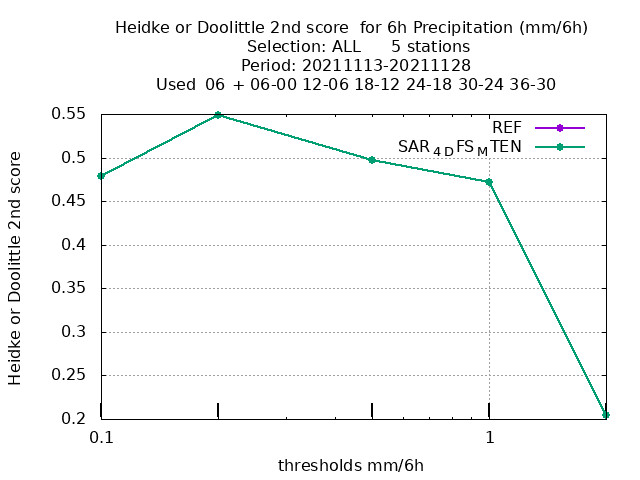 Heidke or Doolittle 2nd score  for 6h Precipitation (mm/6h)
Selection: ALL      5 stations
Period: 20211113-20211128
Used  06 + 06-00 12-06 18-12 24-18 30-24 36-30
REF
SAR4DFSMTEN
0.55
0.5
0.45
0.4
0.35
0.3
0.25
0.2
Heidke or Doolittle 2nd score
0.1
1
thresholds mm/6h